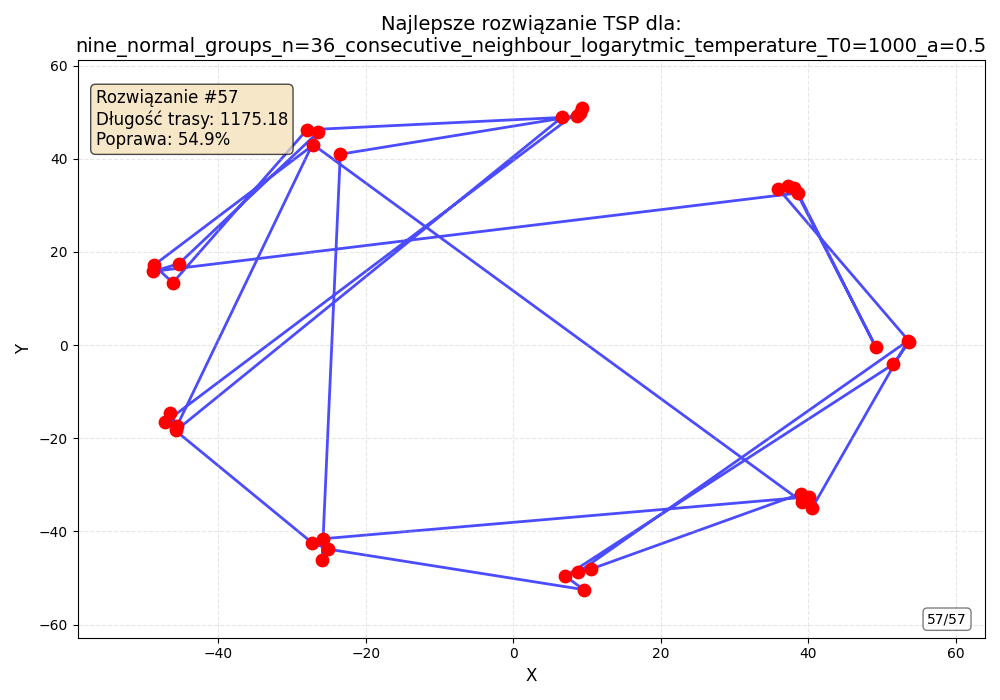 Najlepsze rozwiązanie TSP dla:
nine_normal_groups_n=36_consecutive_neighbour_logarytmic_temperature_T0=1000_a=0.5
Rozwiązanie #57
Długość trasy: 1175.18
Poprawa: 54.9%
60
40
20
0
−20
−40
−60
Y
57/57
−40
−20
0
20
40
60
X